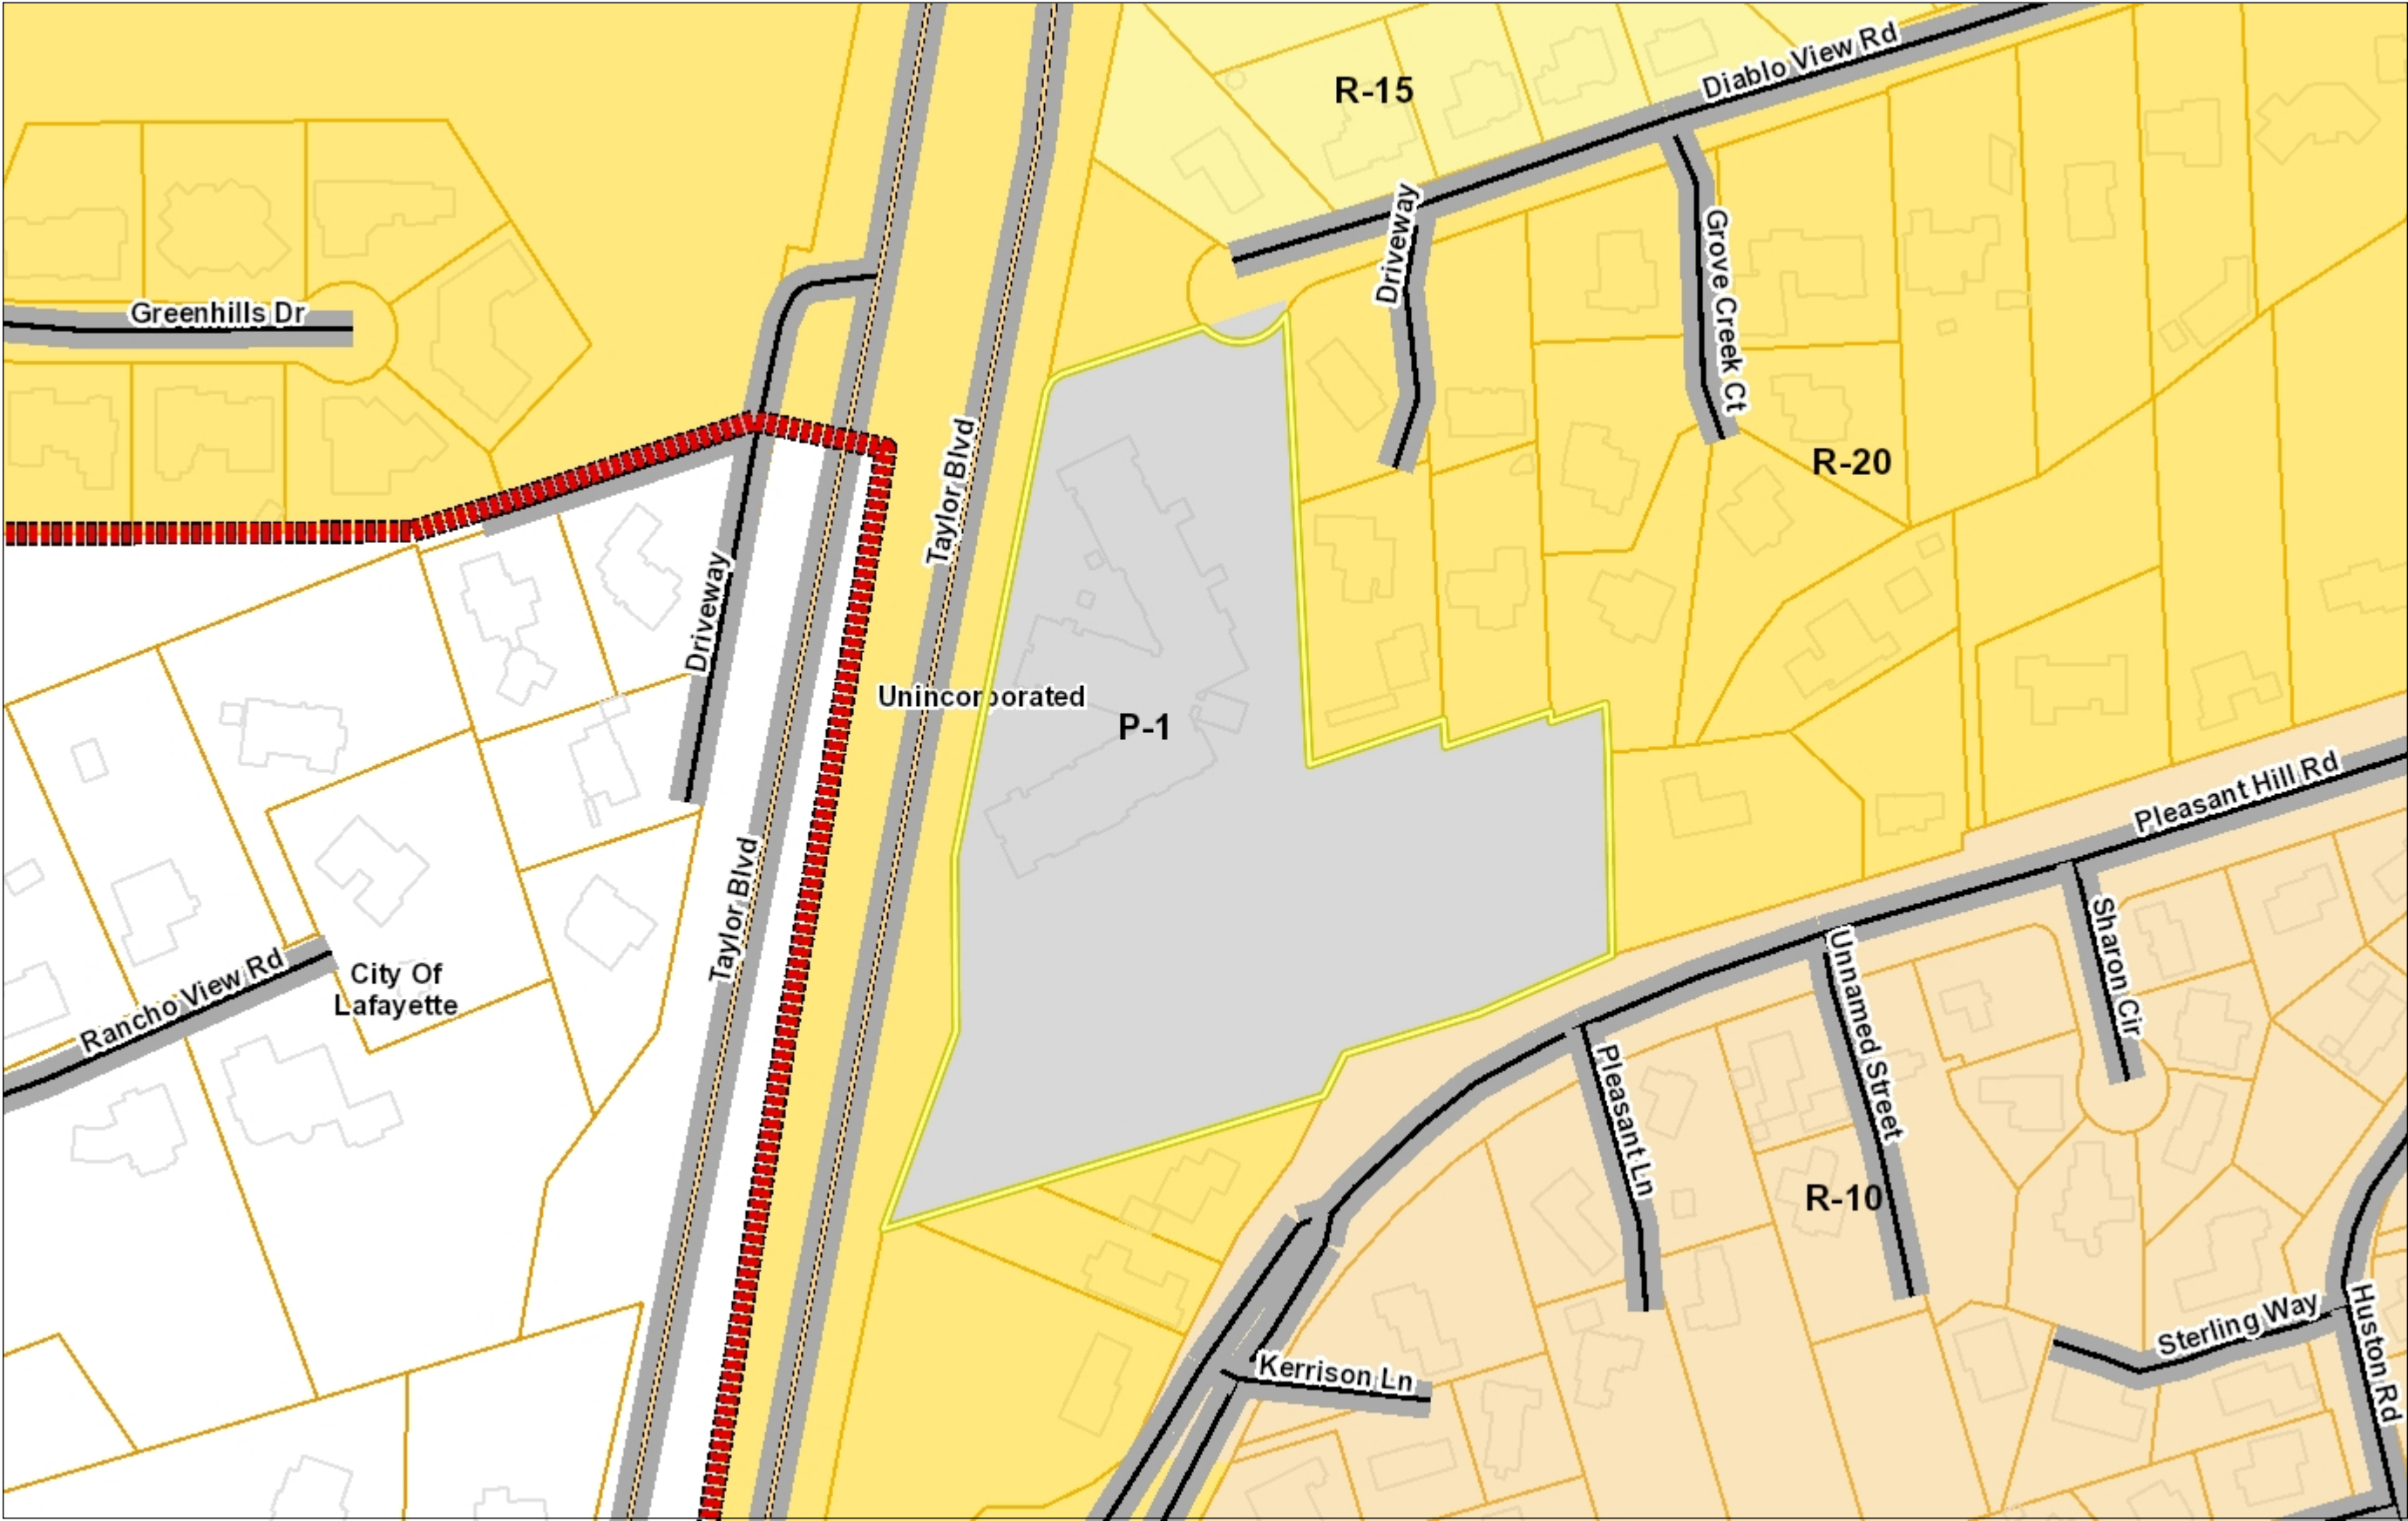 Diablo View Rd
R-15
Driveway
Grove Creek Ct
Greenhills Dr
R-20
Taylor Blvd
Driveway
Unincorporated
P-1
Pleasant Hill Rd
Taylor Blvd
Sharon Cir
Unnamed Street
Rancho View Rd
City Of
Lafayette
Pleasant Ln
R-10
Sterling Way
Huston Rd
Kerrison Ln